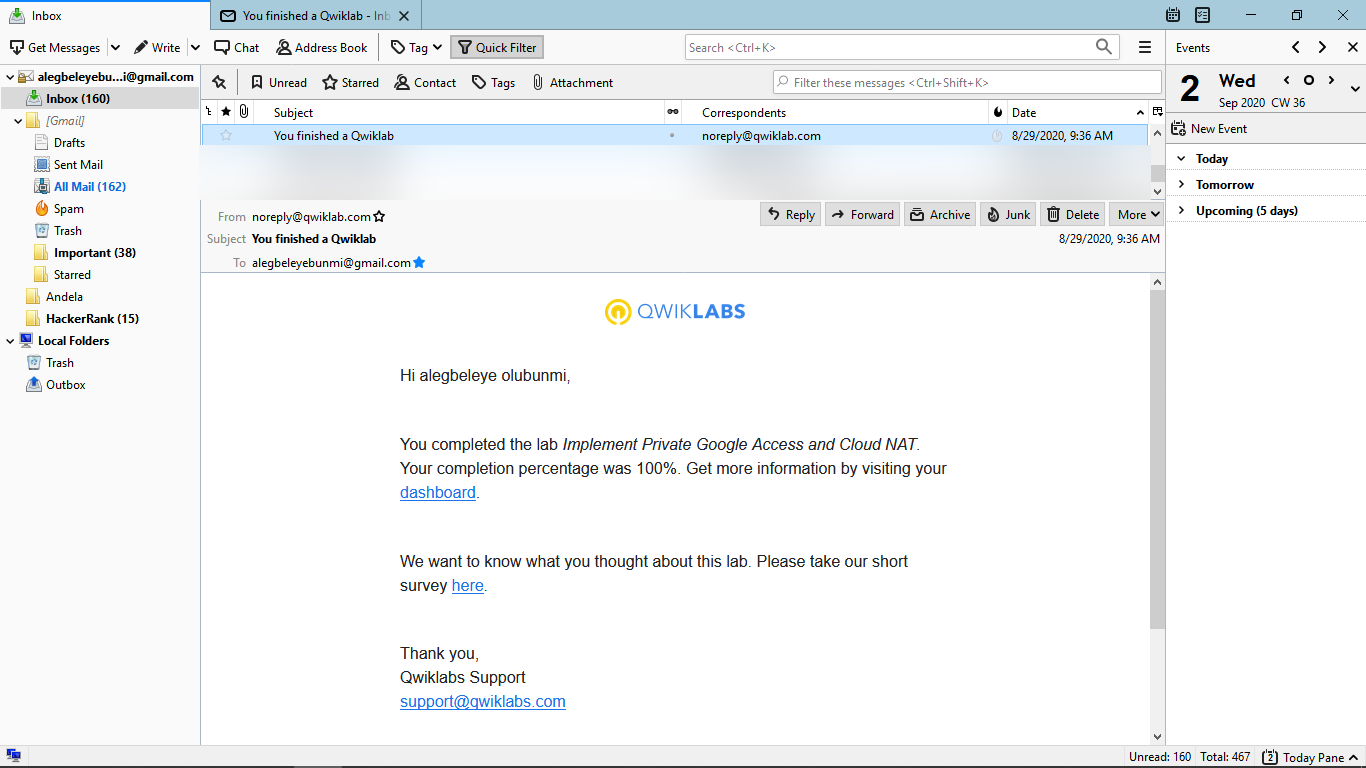 Inbox
You finished a Qwiklab - Inb
Get Messages
Write
Chat
Address Book
Tag
Quick Filter
Search <Ctrl+K>
Events
alegbeleyebu...i@gmail.com
Inbox (160)
[Gmail]
Drafts
Sent Mail
All Mail (162)
Spam
Trash
Important (38)
Starred
Andela
HackerRank (15)
Local Folders
Trash
Outbox
Unread
Starred
Contact
Tags
Attachment
Filter these messages <Ctrl+Shift+K>
Subject
Correspondents
Date
You finished a Qwiklab
noreply@qwiklab.com
8/29/2020, 9:36 AM
From noreply@qwiklab.com
Reply
Forward
Archive
Junk
Delete
More
Subject You finished a Qwiklab
8/29/2020, 9:36 AM
To alegbeleyebunmi@gmail.com
QWIKLABS
Hi alegbeleye olubunmi,
You completed the lab Implement Private Google Access and Cloud NAT.
Your completion percentage was 100%. Get more information by visiting your
dashboard.
We want to know what you thought about this lab. Please take our short
survey here.
Thank you,
Qwiklabs Support
support@qwiklabs.com
2
Wed
Sep 2020 CW 36
New Event
Today
Tomorrow
Upcoming (5 days)
Unread: 160
Total: 467
2
Today Pane